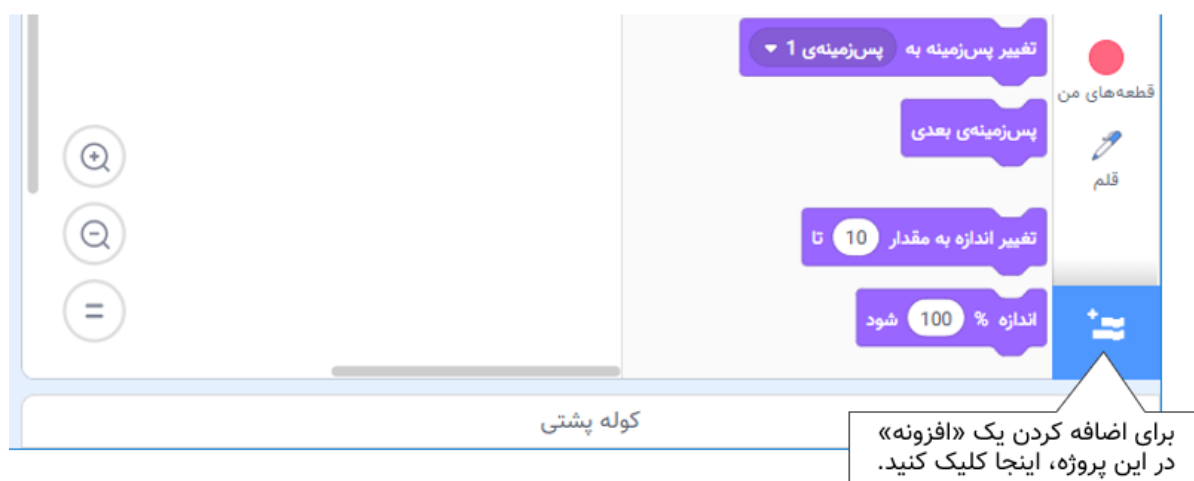 قطعه‌های من
قلم
تغییر پس‌زمینه به پس‌زمینه‌ی 1
پس‌زمینه‌ی بعدی
تغییر اندازه به مقدار 10 تا
اندازه % 100 شود
کوله پشتی
برای اضافه کردن یک «افزونه»
در این پروژه، اینجا کلیک کنید.